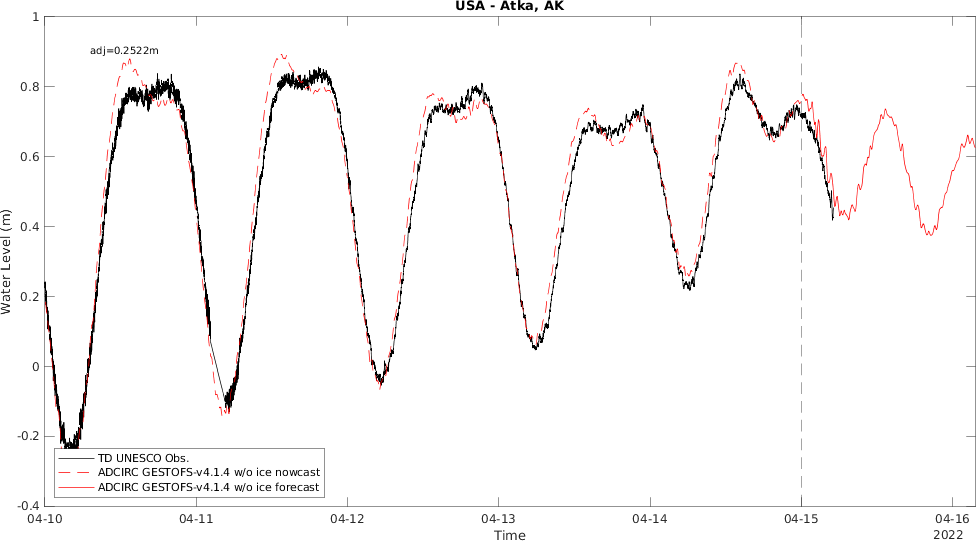 USA - Atka, AK
1
adj=0.2522m
0.8
0.6
0.4
0.2
0
-0.2
-0.4
Water Level (m)
TD UNESCO Obs.
ADCIRC GESTOFS-v4.1.4 w/o ice nowcast
ADCIRC GESTOFS-v4.1.4 w/o ice forecast
04-10 04-11 04-12 04-13 04-14 04-15 04-16
Time
2022